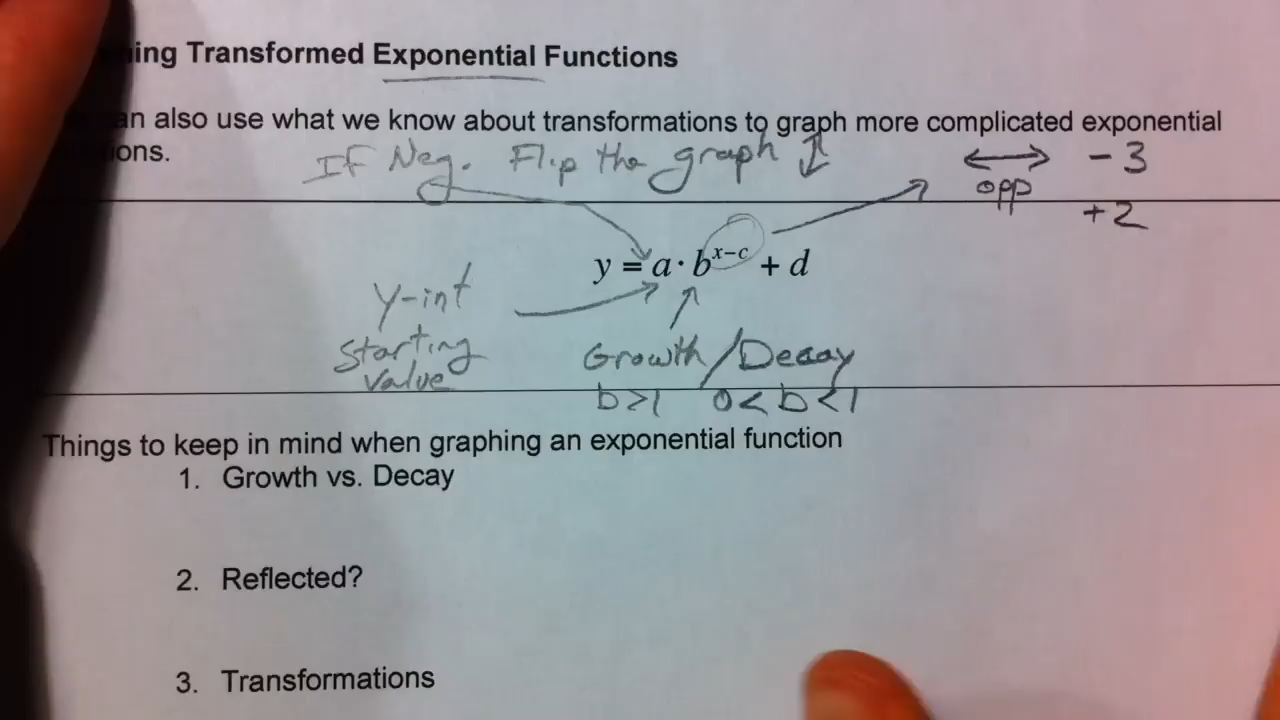 ing Transformed Exponential Functions
an also use what we know about transformations to graph more complicated exponential
ions.
If Neg. Flip the graph ↕
↔ -3
opp
+2
y = a · b^{x-c} + d
Y-int
Starting
Value
Growth / Decay
b>1 0<b<1
Things to keep in mind when graphing an exponential function
1. Growth vs. Decay
2. Reflected?
3. Transformations